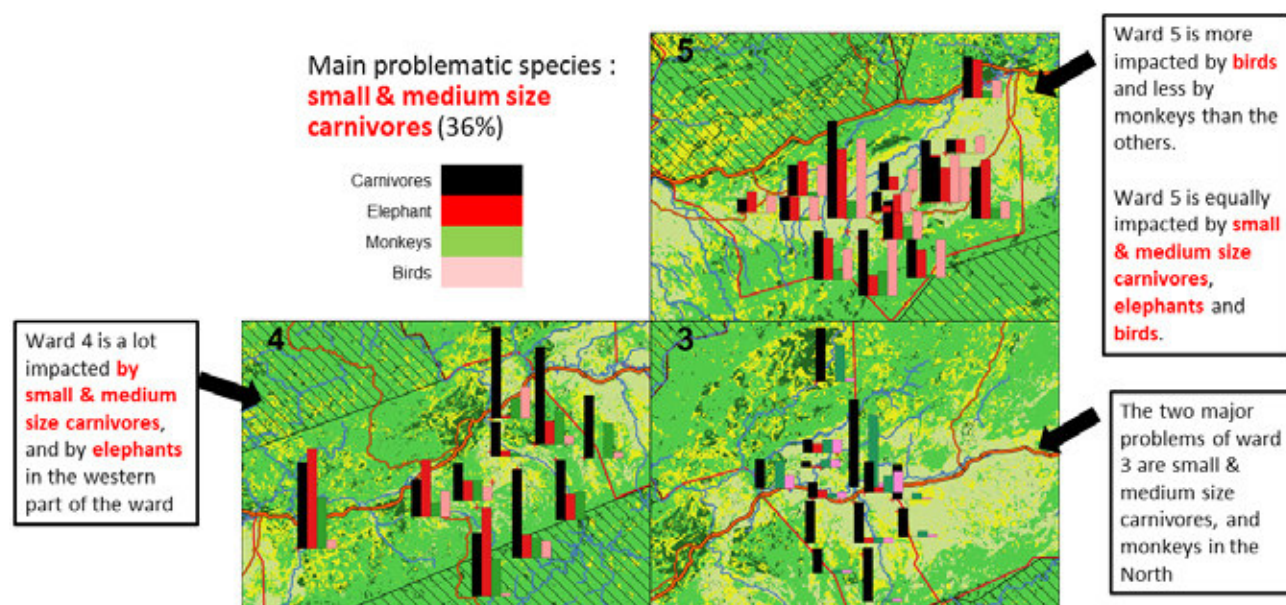 Main problematic species :
small & medium size
carnivores (36%)
Carnivores
Elephant
Monkeys
Birds
5
Ward 5 is more
impacted by birds
and less by
monkeys than the
others.
Ward 5 is equally
impacted by small
& medium size
carnivores,
elephants and
birds.
Ward 4 is a lot
impacted by
small & medium
size carnivores,
and by elephants
in the western
part of the ward
4
3
The two major
problems of ward
3 are small &
medium size
carnivores, and
monkeys in the
North